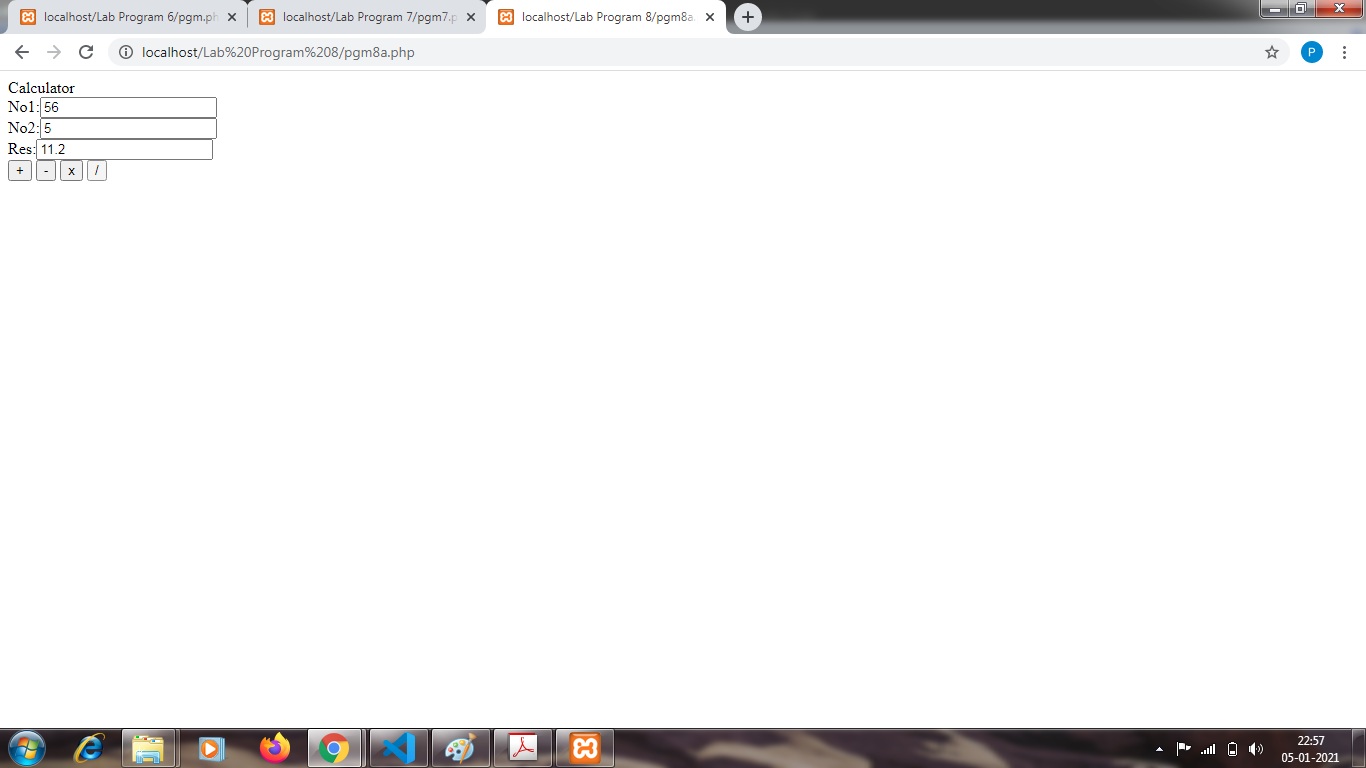 localhost/Lab Program 6/pgm.ph
localhost/Lab Program 7/pgm7.p
localhost/Lab Program 8/pgm8a.
localhost/Lab%20Program%208/pgm8a.php
P
Calculator
No1: 56
No2: 5
Res: 11.2
+ - x /
22:57
05-01-2021